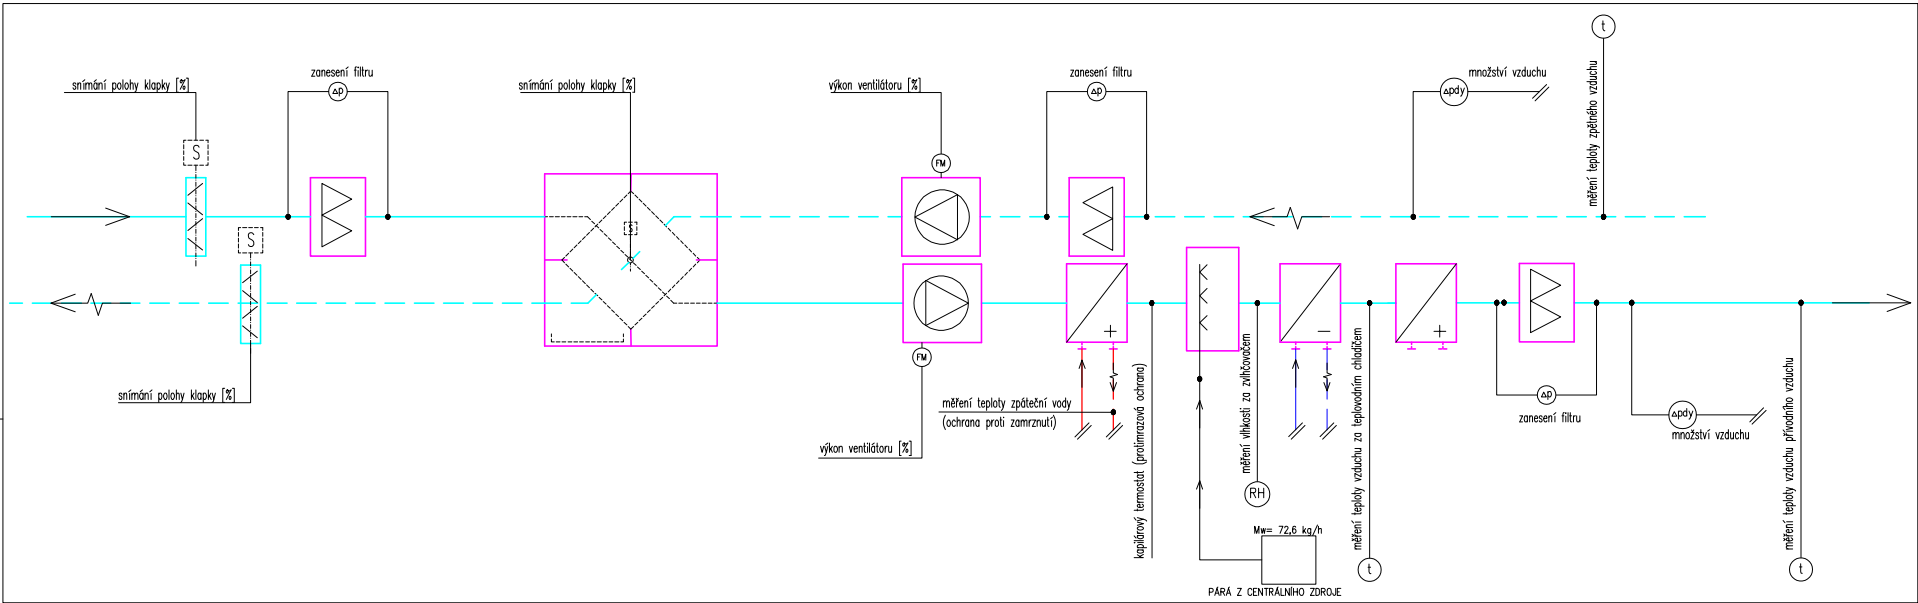 snímání polohy klapky [%]
S
zanesení filtru
Δp
snímání polohy klapky [%]
S
výkon ventilátoru [%]
FM
zanesení filtru
Δp
množství vzduchu
Δpdy
t
měření teploty zpětného vzduchu
S
snímání polohy klapky [%]
FM
výkon ventilátoru [%]
+
měření teploty zpáteční vody
(ochrana proti zamrznutí)
kapilárový termostat (protimrazová ochrana)
měření vlhkosti za zvlhčovačem
RH
Mw= 72,6 kg/h
PÁRÁ Z CENTRÁLNÍHO ZDROJE
−
měření teploty vzduchu za teplovodním chladičem
t
+
Δp
zanesení filtru
Δpdy
množství vzduchu
měření teploty vzduchu přívodního vzduchu
t